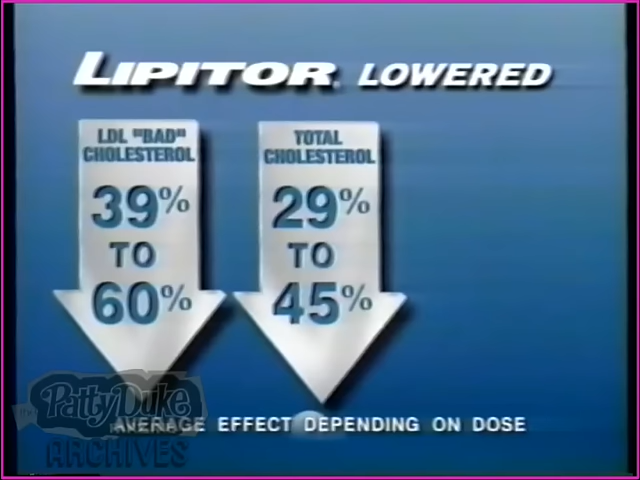 LIPITOR® LOWERED
LDL "BAD"
CHOLESTEROL
39%
TO
60%
TOTAL
CHOLESTEROL
29%
TO
45%
AVERAGE EFFECT DEPENDING ON DOSE
the
Patty Duke
ARCHIVES